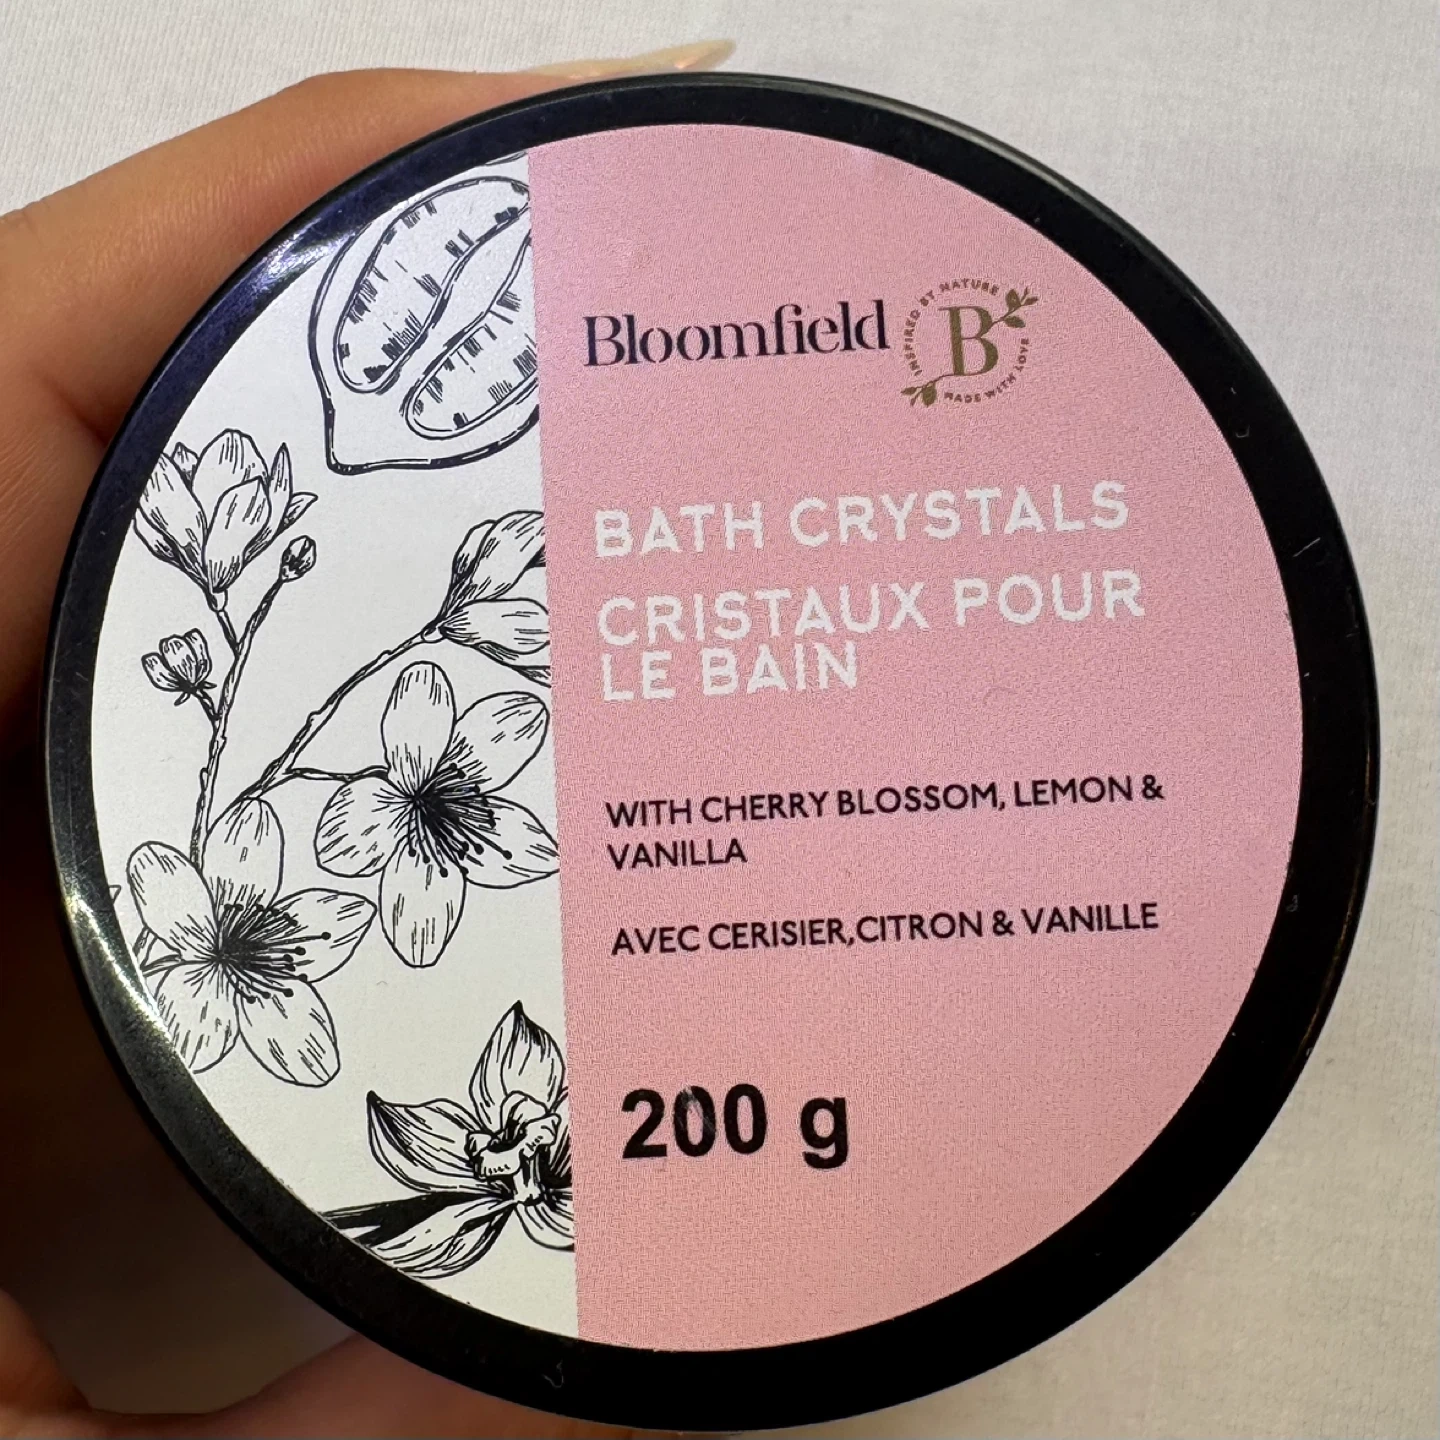 Bloomfield
INSPIRED BY NATURE
B
MADE WITH LOVE
BATH CRYSTALS
CRISTAUX POUR
LE BAIN
WITH CHERRY BLOSSOM, LEMON &
VANILLA
AVEC CERISIER,CITRON & VANILLE
200 g